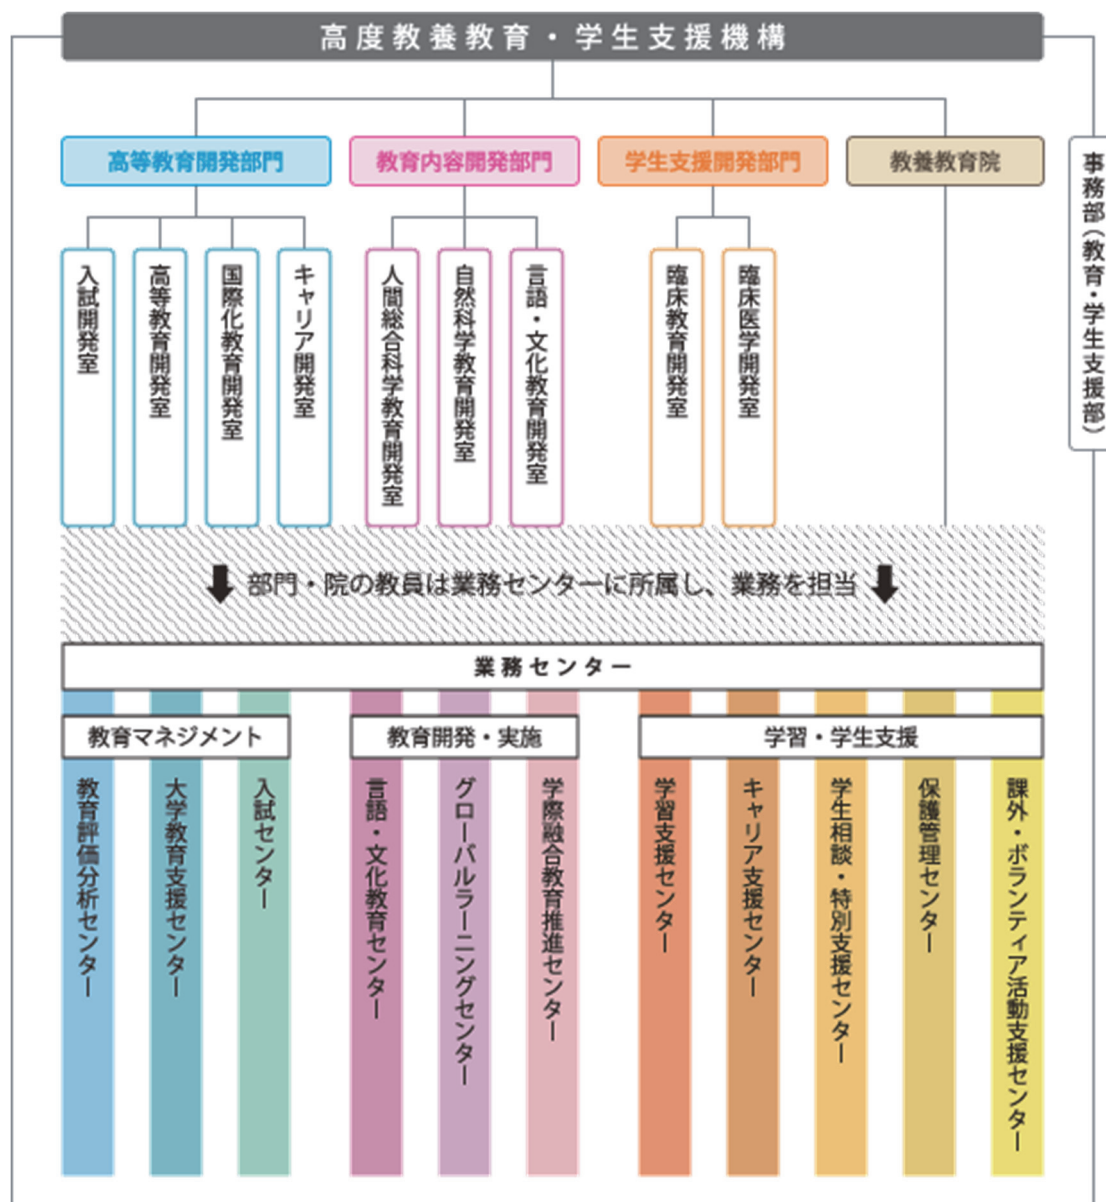 高度教養教育・学生支援機構
高等教育開発部門
教育内容開発部門
学生支援開発部門
教養教育院
事務部（教育・学生支援部）
入試開発室
高等教育開発室
国際化教育開発室
キャリア開発室
人間総合科学教育開発室
自然科学教育開発室
言語・文化教育開発室
臨床教育開発室
臨床医学開発室
部門・院の教員は業務センターに所属し、業務を担当
業務センター
教育マネジメント
教育開発・実施
学習・学生支援
教育評価分析センター
大学教育支援センター
入試センター
言語・文化教育センター
グローバルラーニングセンター
学際融合教育推進センター
学習支援センター
キャリア支援センター
学生相談・特別支援センター
保護管理センター
課外・ボランティア活動支援センター